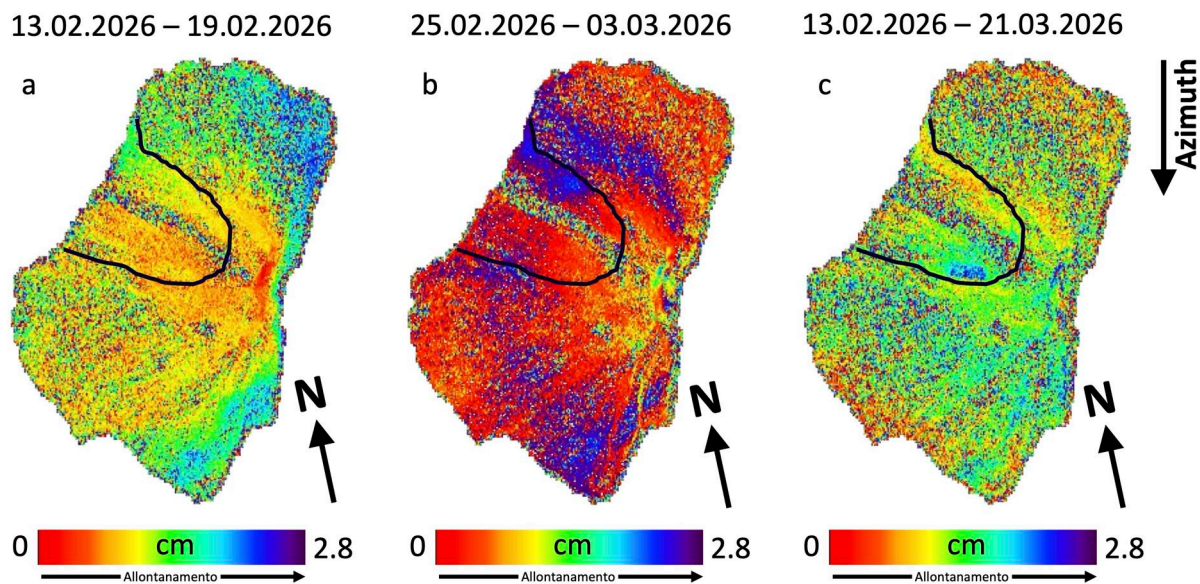 13.02.2026 – 19.02.2026
25.02.2026 – 03.03.2026
13.02.2026 – 21.03.2026
a
b
c
Azimuth
N
N
N
0 cm 2.8
0 cm 2.8
0 cm 2.8
Allontanamento
Allontanamento
Allontanamento